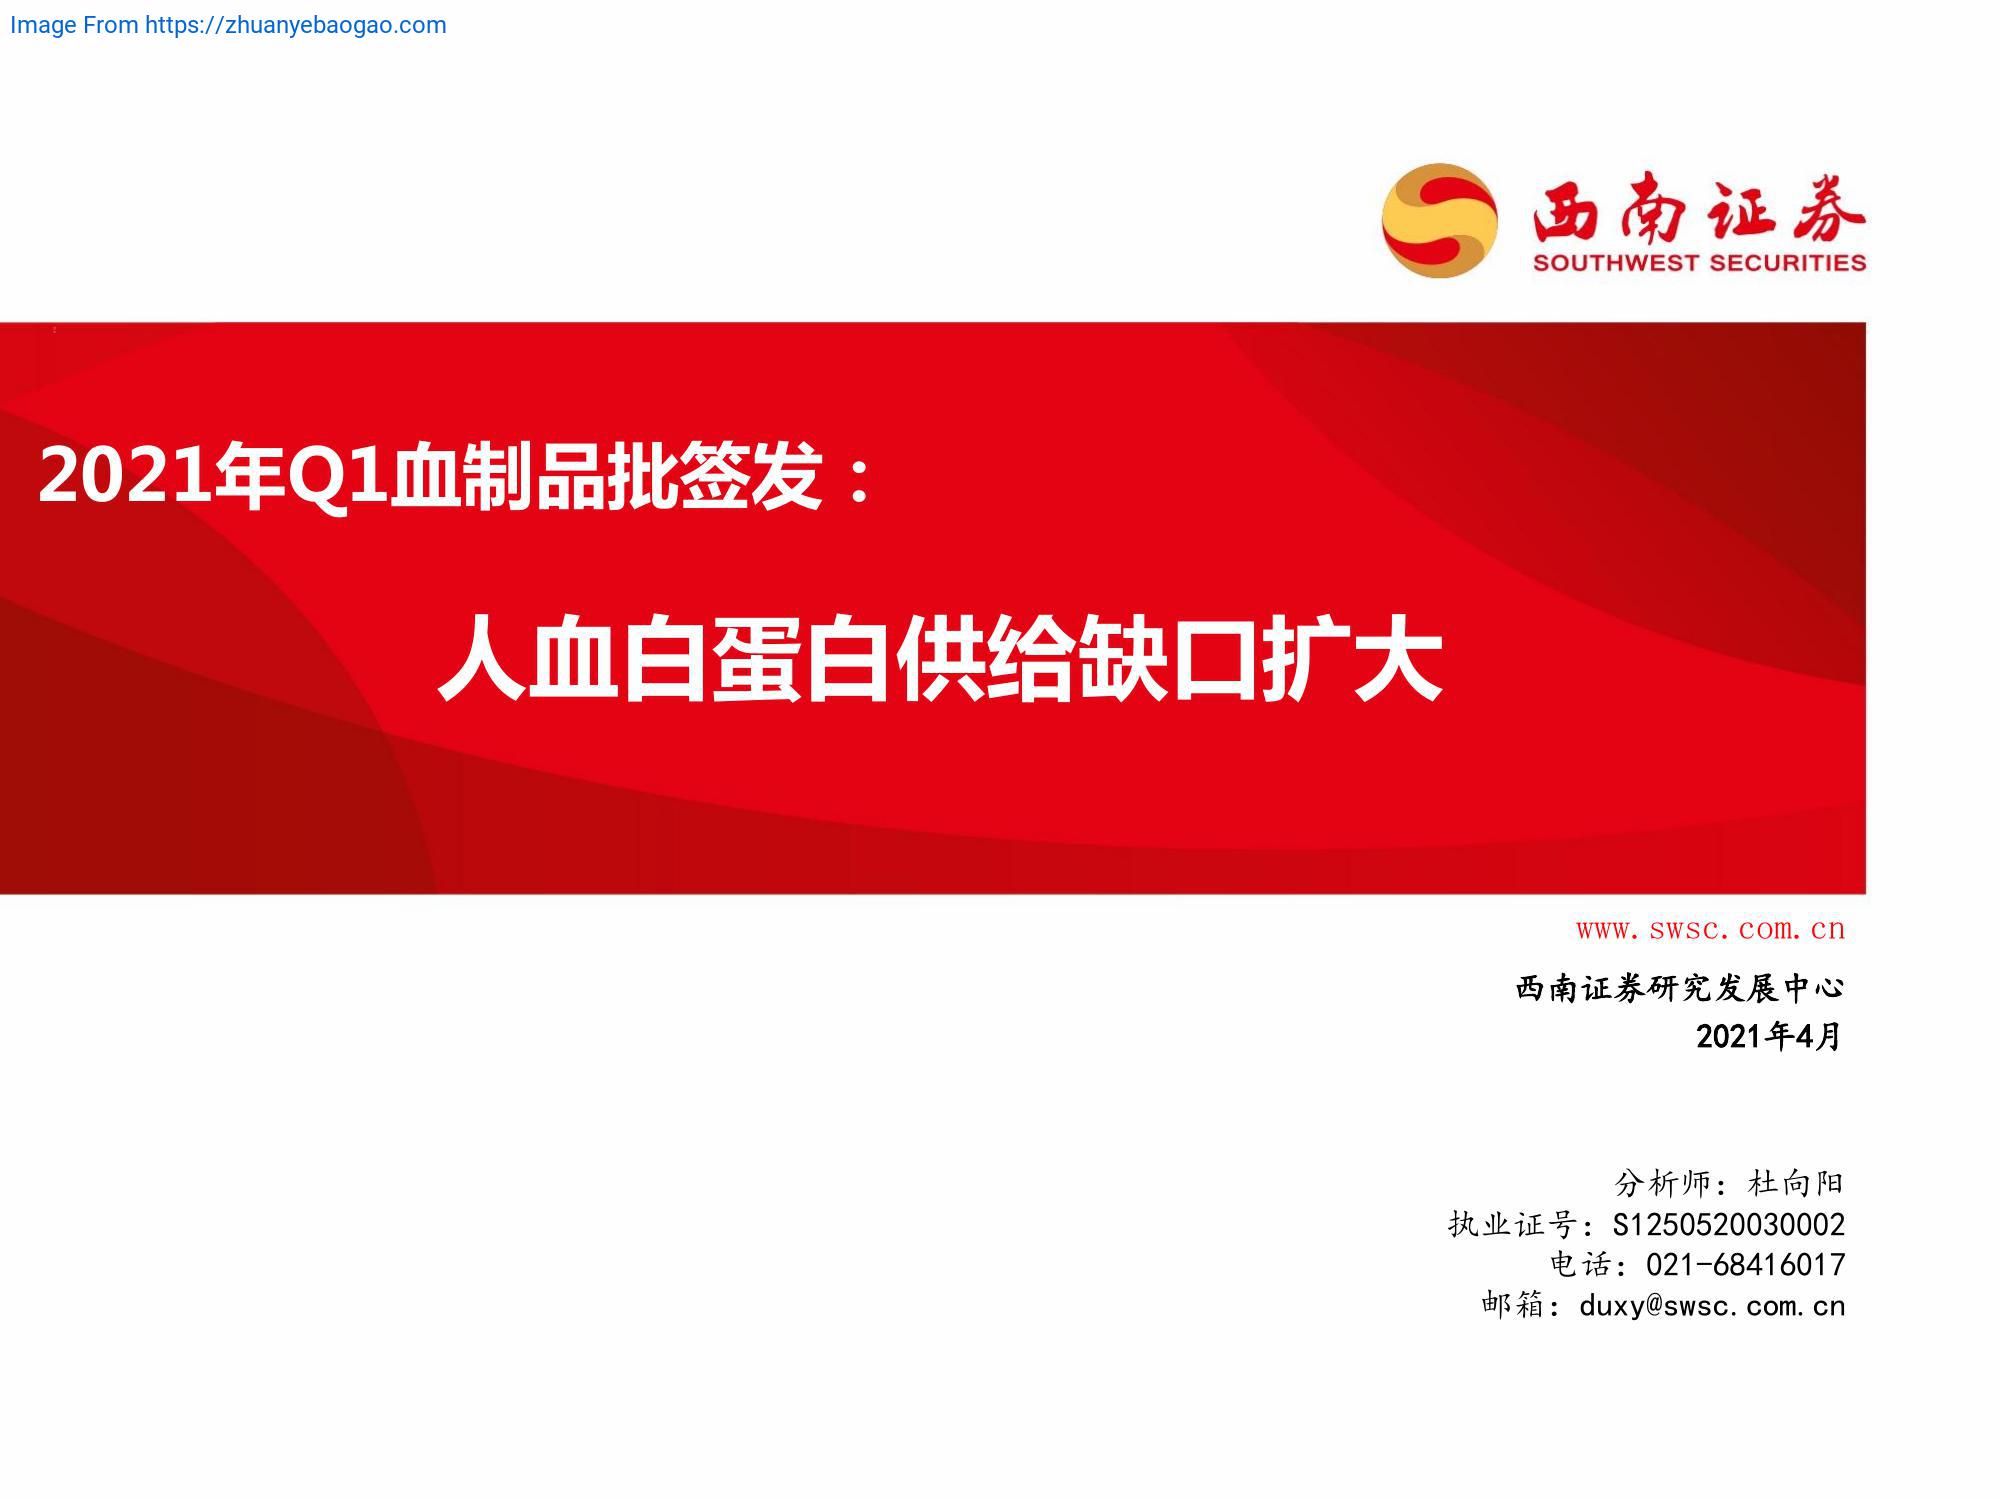 Image From https://zhuanyebaogao.com
西南证券
SOUTHWEST SECURITIES
2021年Q1血制品批签发：
人血白蛋白供给缺口扩大
www.swsc.com.cn
西南证券研究发展中心
2021年4月
分析师：杜向阳
执业证号：S1250520030002
电话：021-68416017
邮箱：duxy@swsc.com.cn